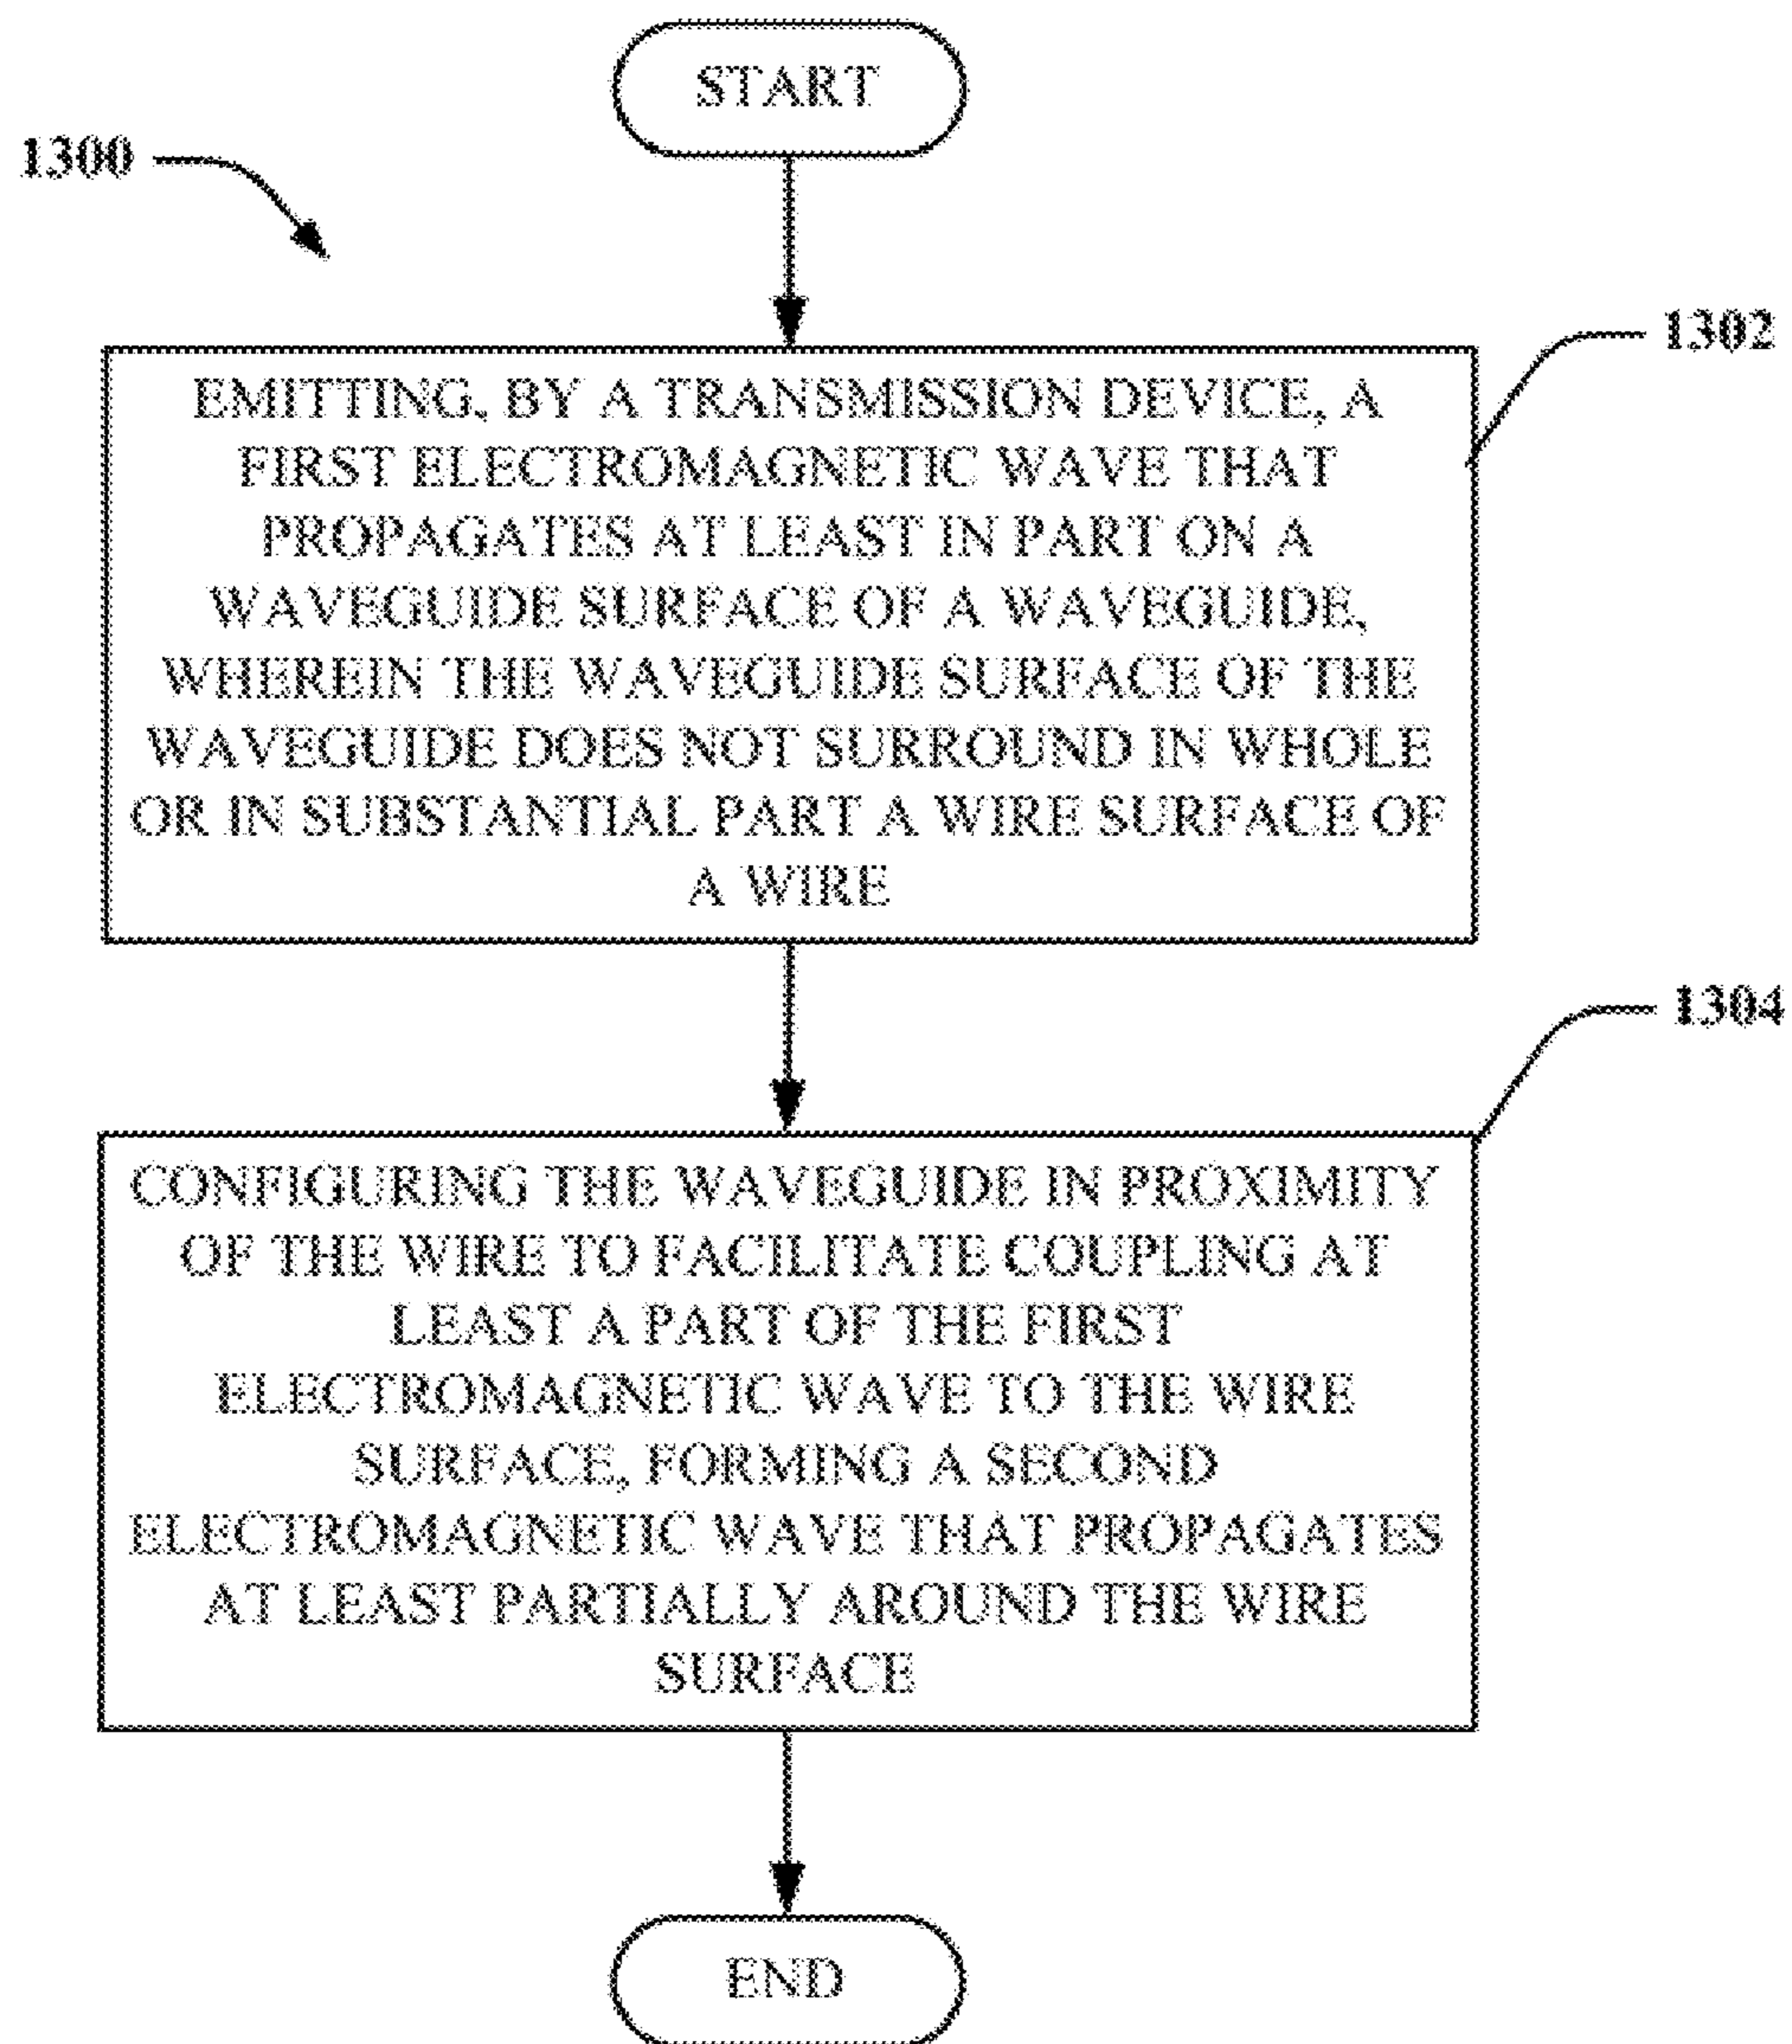 START
1300
1302
EMITTING, BY A TRANSMISSION DEVICE, A
FIRST ELECTROMAGNETIC WAVE THAT
PROPAGATES AT LEAST IN PART ON A
WAVEGUIDE SURFACE OF A WAVEGUIDE,
WHEREIN THE WAVEGUIDE SURFACE OF THE
WAVEGUIDE DOES NOT SURROUND IN WHOLE
OR IN SUBSTANTIAL PART A WIRE SURFACE OF
A WIRE
1304
CONFIGURING THE WAVEGUIDE IN PROXIMITY
OF THE WIRE TO FACILITATE COUPLING AT
LEAST A PART OF THE FIRST
ELECTROMAGNETIC WAVE TO THE WIRE
SURFACE, FORMING A SECOND
ELECTROMAGNETIC WAVE THAT PROPAGATES
AT LEAST PARTIALLY AROUND THE WIRE
SURFACE
END